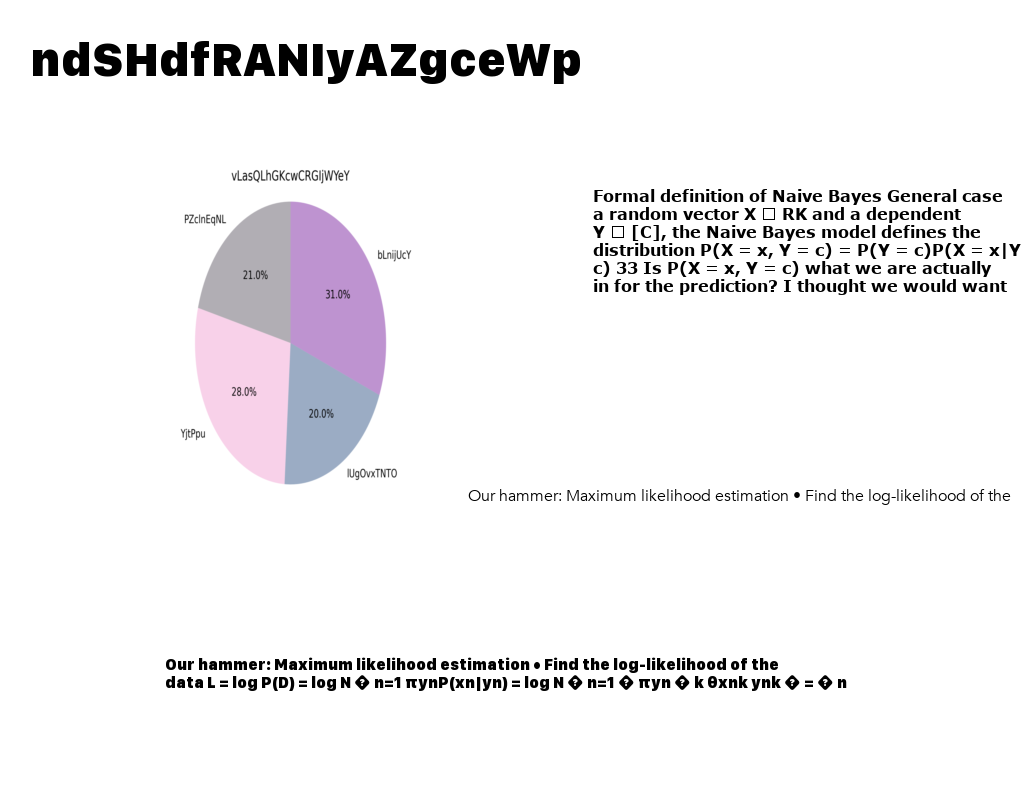 ndSHdfRANIyAZgceWp
vLasQLhGKcwCRGIjWYeY
PZcInEqNL
bLnijUcY
21.0%
31.0%
28.0%
20.0%
YjtPpu
IUgOvxTNTO
Formal definition of Naive Bayes General case
a random vector X □ RK and a dependent
Y □ [C], the Naive Bayes model defines the
distribution P(X = x, Y = c) = P(Y = c)P(X = x|Y
c) 33 Is P(X = x, Y = c) what we are actually
in for the prediction? I thought we would want
Our hammer: Maximum likelihood estimation • Find the log-likelihood of the
Our hammer: Maximum likelihood estimation • Find the log-likelihood of the
data L = log P(D) = log N � n=1 πynP(xn|yn) = log N � n=1 � πyn � k θxnk ynk � = � n